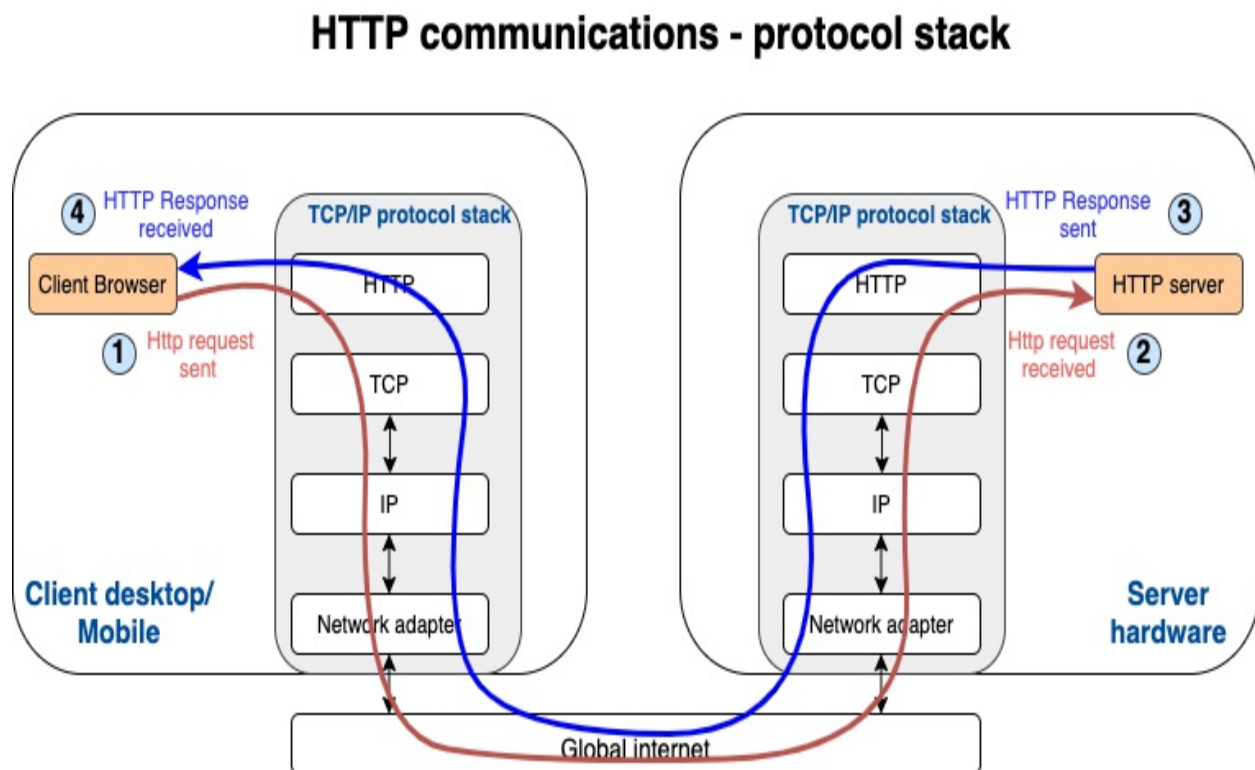 HTTP communications - protocol stack
4
HTTP Response
received
TCP/IP protocol stack
Client Browser
HTTP
1
Http request
sent
TCP
IP
Network adapter
Client desktop/
Mobile
TCP/IP protocol stack
HTTP Response
sent
3
HTTP
HTTP server
Http request
received
2
TCP
IP
Network adapter
Server
hardware
Global internet